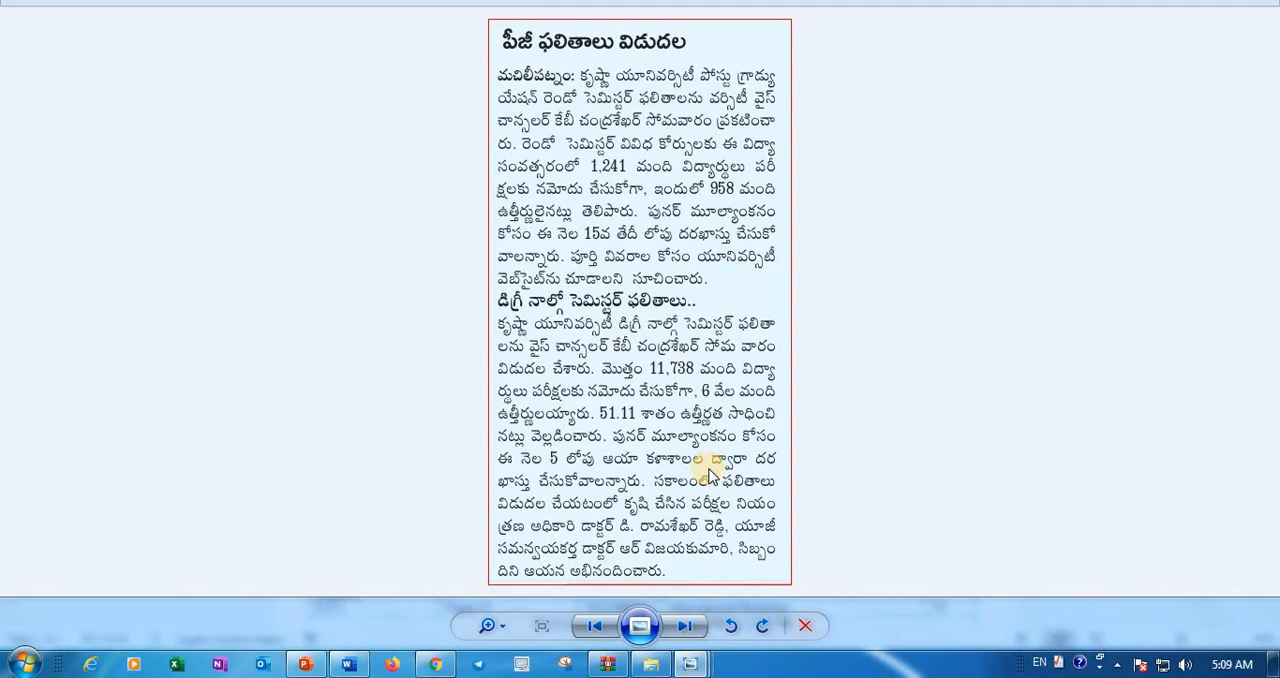 పీజీ ఫలితాలు విడుదల
మచిలీపట్నం: కృష్ణా యూనివర్సిటీ పోస్టు గ్రాడ్యు
యేషన్ రెండో సెమిస్టర్ ఫలితాలను వర్సిటీ వైస్
చాన్సలర్ కేబీ చంద్రశేఖర్ సోమవారం ప్రకటించా
రు. రెండో సెమిస్టర్ వివిధ కోర్సులకు ఈ విద్యా
సంవత్సరంలో 1,241 మంది విద్యార్థులు పరీ
క్షలకు నమోదు చేసుకోగా, ఇందులో 958 మంది
ఉత్తీర్ణులైనట్లు తెలిపారు. పునర్ మూల్యాంకనం
కోసం ఈ నెల 15వ తేదీ లోపు దరఖాస్తు చేసుకో
వాలన్నారు. పూర్తి వివరాల కోసం యూనివర్సిటీ
వెబ్‌సైట్‌ను చూడాలని సూచించారు.
డిగ్రీ నాల్గో సెమిస్టర్ ఫలితాలు..
కృష్ణా యూనివర్సిటీ డిగ్రీ నాల్గో సెమిస్టర్ ఫలితా
లను వైస్ చాన్సలర్ కేబీ చంద్రశేఖర్ సోమ వారం
విడుదల చేశారు. మొత్తం 11,738 మంది విద్యా
ర్థులు పరీక్షలకు నమోదు చేసుకోగా, 6 వేల మంది
ఉత్తీర్ణులయ్యారు. 51.11 శాతం ఉత్తీర్ణత సాధించి
నట్లు వెల్లడించారు. పునర్ మూల్యాంకనం కోసం
ఈ నెల 5 లోపు ఆయా కళాశాలల ద్వారా దర
ఖాస్తు చేసుకోవాలన్నారు. సకాలంలో ఫలితాలు
విడుదల చేయటంలో కృషి చేసిన పరీక్షల నియం
త్రణ అధికారి డాక్టర్ డి. రామశేఖర్ రెడ్డి, యూజీ
సమన్వయకర్త డాక్టర్ ఆర్ విజయకుమారి, సిబ్బం
దిని ఆయన అభినందించారు.
EN
5:09 AM